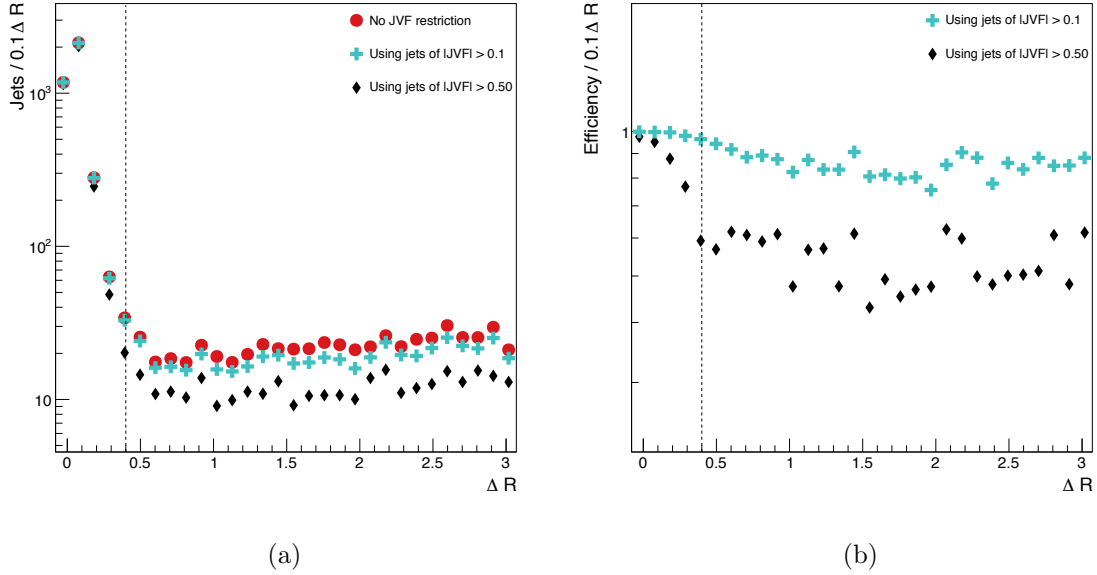 Jets / 0.1 Δ R
No JVF restriction
Using jets of |JVF| > 0.1
Using jets of |JVF| > 0.50
10³
10²
10
0 0.5 1 1.5 2 2.5 3
Δ R
(a)
Efficiency / 0.1 Δ R
Using jets of |JVF| > 0.1
Using jets of |JVF| > 0.50
1
0 0.5 1 1.5 2 2.5 3
Δ R
(b)